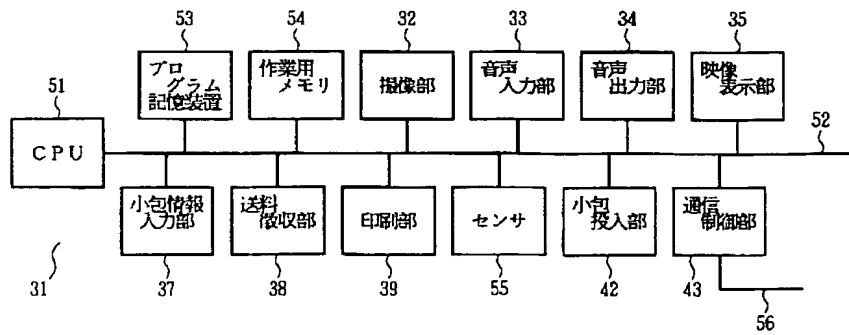 53
54
32
33
34
35
プロ
グラム
記憶装置
作業用
メモリ
撮像部
音声
入力部
音声
出力部
映像
表示部
51
52
CPU
小包情報
入力部
送料
徴収部
印刷部
センサ
小包
投入部
通信
制御部
31
37
38
39
55
42
43
56